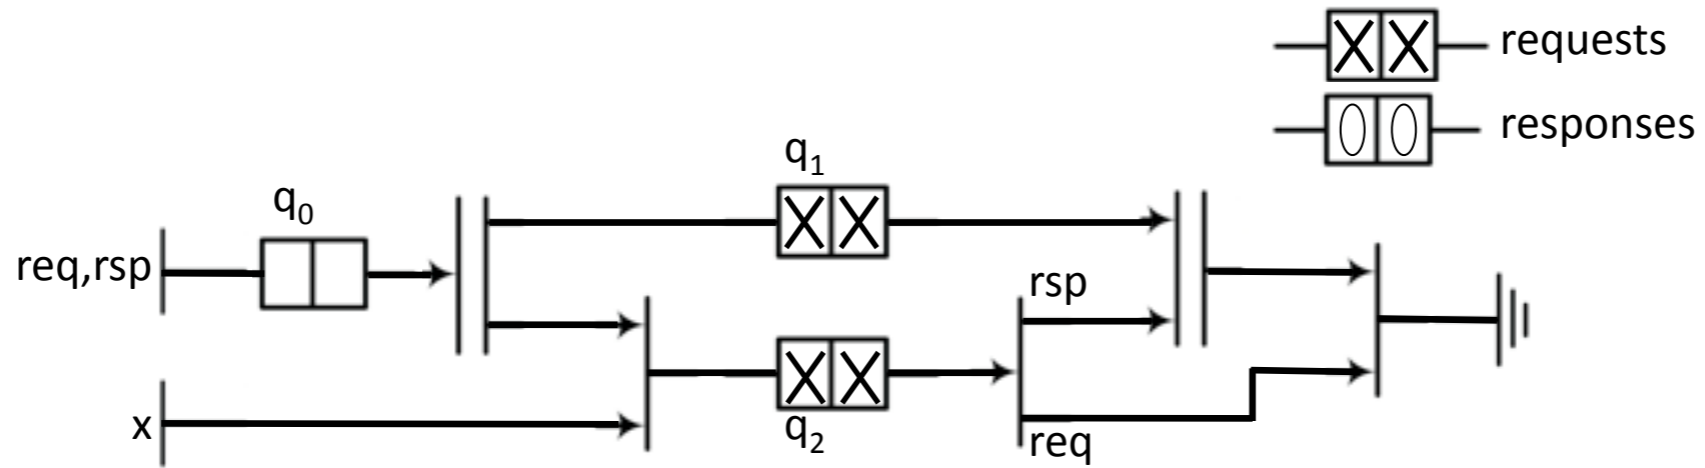 requests
responses
q1
q0
req,rsp
rsp
x
q2
req